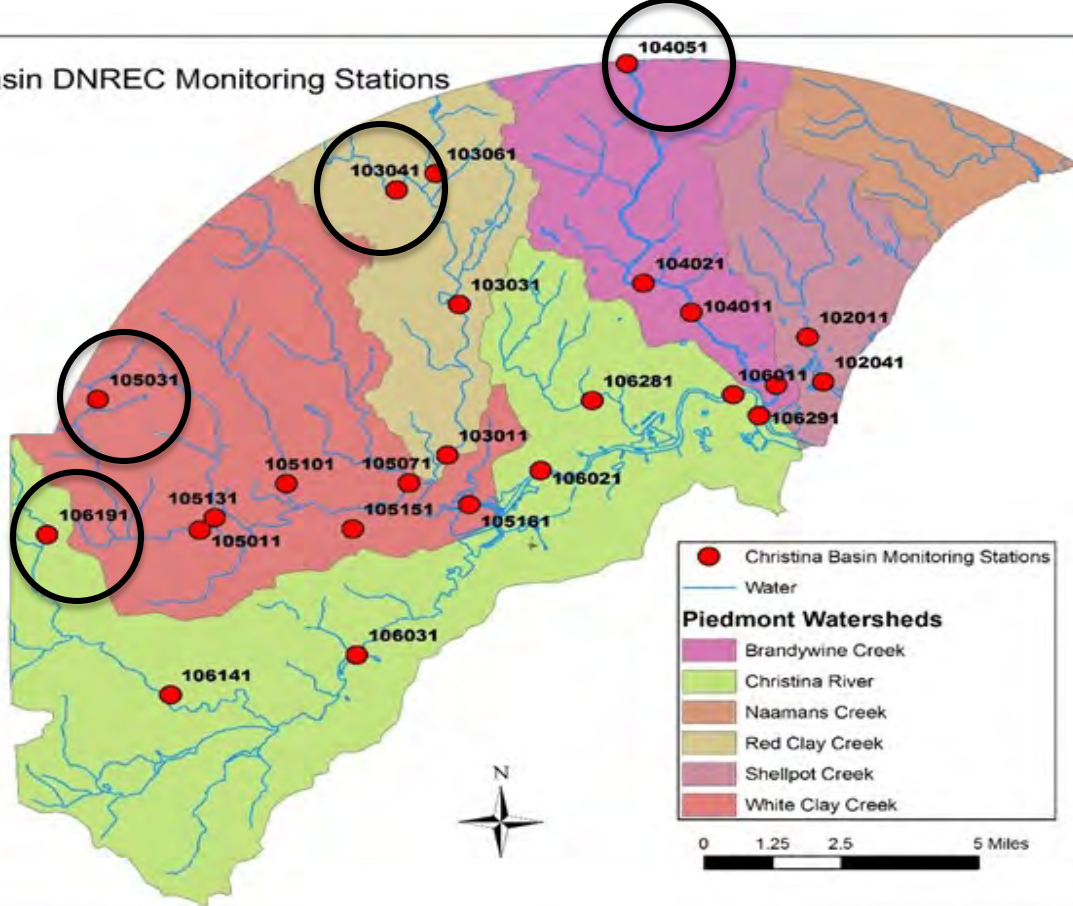 DNREC Monitoring Stations
104051
103061
103041
103031
104021
104011
102011
102041
105031
106281
106011
106291
103011
105101
105071
106021
105131
105151
105161
106191
105011
106031
106141
Christina Basin Monitoring Stations
Water
Piedmont Watersheds
Brandywine Creek
Christina River
Naamans Creek
Red Clay Creek
Shellpot Creek
White Clay Creek
N
0 1.25 2.5 5 Miles